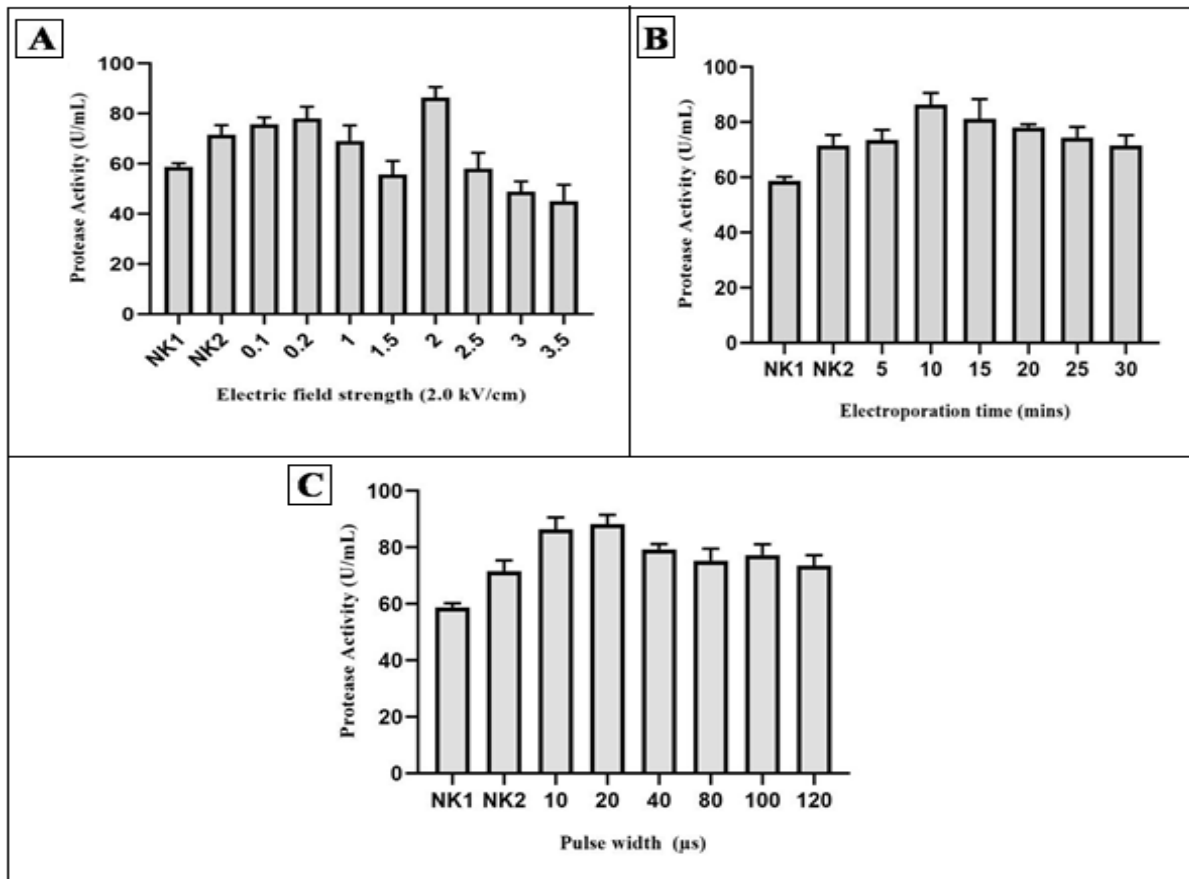 A
Protease Activity (U/mL)
100
80
60
40
20
0
NK1 NK2 0.1 0.2 1 1.5 2 2.5 3 3.5
Electric field strength (2.0 kV/cm)
B
Protease Activity (U/mL)
100
80
60
40
20
0
NK1 NK2 5 10 15 20 25 30
Electroporation time (mins)
C
Protease Activity (U/mL)
100
80
60
40
20
0
NK1 NK2 10 20 40 80 100 120
Pulse width (µs)